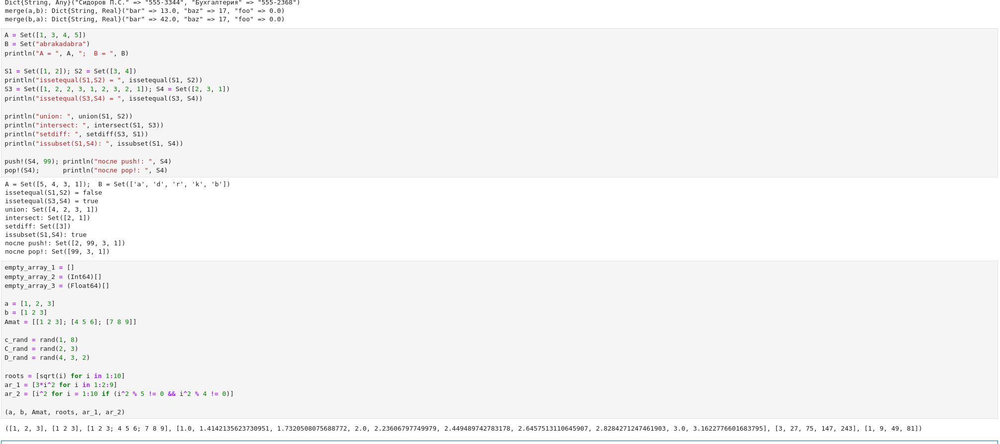 Dict{String, Any}("Сидоров П.С." => "555-3344", "Бухгалтерия" => "555-2368")
merge(a,b): Dict{String, Real}("bar" => 13.0, "baz" => 17, "foo" => 0.0)
merge(b,a): Dict{String, Real}("bar" => 42.0, "baz" => 17, "foo" => 0.0)
A = Set([1, 3, 4, 5])
B = Set("abrakadabra")
println("A = ", A, ";  B = ", B)
S1 = Set([1, 2]); S2 = Set([3, 4])
println("issetequal(S1,S2) = ", issetequal(S1, S2))
S3 = Set([1, 2, 2, 3, 1, 2, 3, 2, 1]); S4 = Set([2, 3, 1])
println("issetequal(S3,S4) = ", issetequal(S3, S4))
println("union: ", union(S1, S2))
println("intersect: ", intersect(S1, S3))
println("setdiff: ", setdiff(S3, S1))
println("issubset(S1,S4): ", issubset(S1, S4))
push!(S4, 99); println("после push!: ", S4)
pop!(S4);      println("после pop!: ", S4)
A = Set([5, 4, 3, 1]);  B = Set(['a', 'd', 'r', 'k', 'b'])
issetequal(S1,S2) = false
issetequal(S3,S4) = true
union: Set([4, 2, 3, 1])
intersect: Set([2, 1])
setdiff: Set([3])
issubset(S1,S4): true
после push!: Set([2, 99, 3, 1])
после pop!: Set([99, 3, 1])
empty_array_1 = []
empty_array_2 = (Int64)[]
empty_array_3 = (Float64)[]
a = [1, 2, 3]
b = [1 2 3]
Amat = [[1 2 3]; [4 5 6]; [7 8 9]]
c_rand = rand(1, 8)
C_rand = rand(2, 3)
D_rand = rand(4, 3, 2)
roots = [sqrt(i) for i in 1:10]
ar_1 = [3*i^2 for i in 1:2:9]
ar_2 = [i^2 for i = 1:10 if (i^2 % 5 != 0 && i^2 % 4 != 0)]
(a, b, Amat, roots, ar_1, ar_2)
([1, 2, 3], [1 2 3], [1 2 3; 4 5 6; 7 8 9], [1.0, 1.4142135623730951, 1.7320508075688772, 2.0, 2.23606797749979, 2.449489742783178, 2.6457513110645907, 2.8284271247461903, 3.0, 3.1622776601683795], [3, 27, 75, 147, 243], [1, 9, 49, 81])